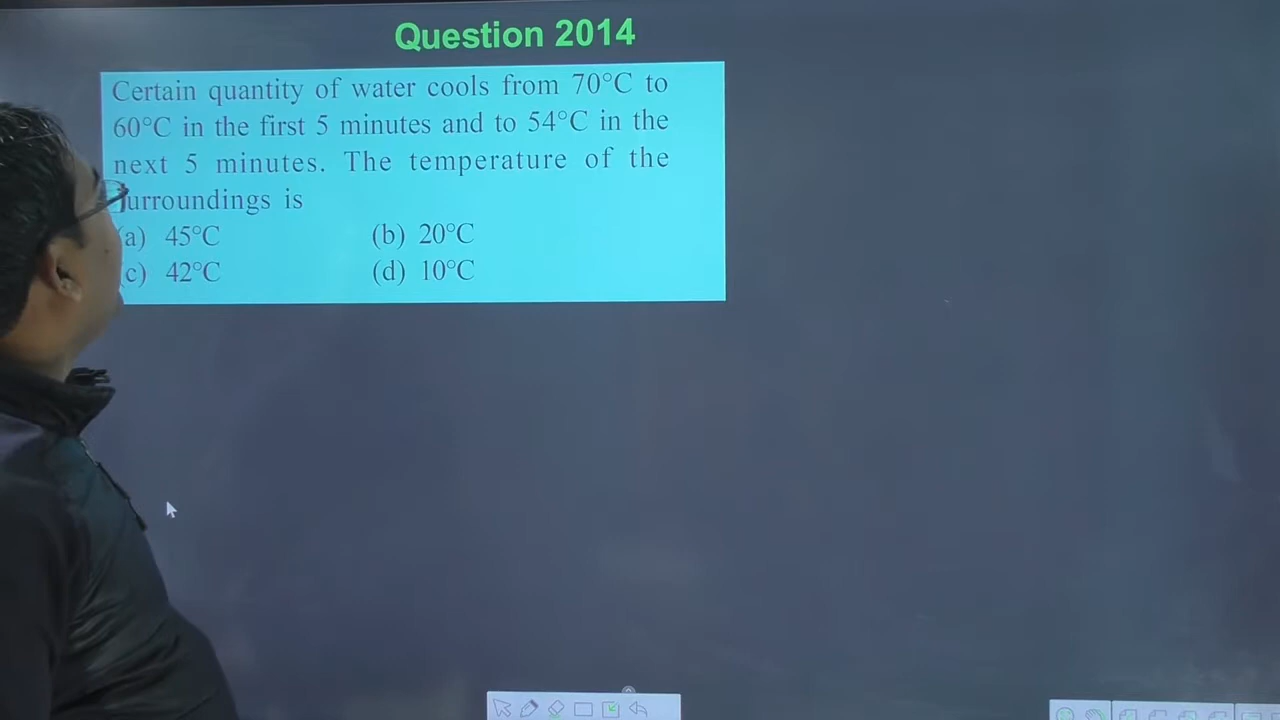 Question 2014
Certain quantity of water cools from 70°C to
60°C in the first 5 minutes and to 54°C in the
next 5 minutes. The temperature of the
urroundings is
a) 45°C (b) 20°C
c) 42°C (d) 10°C